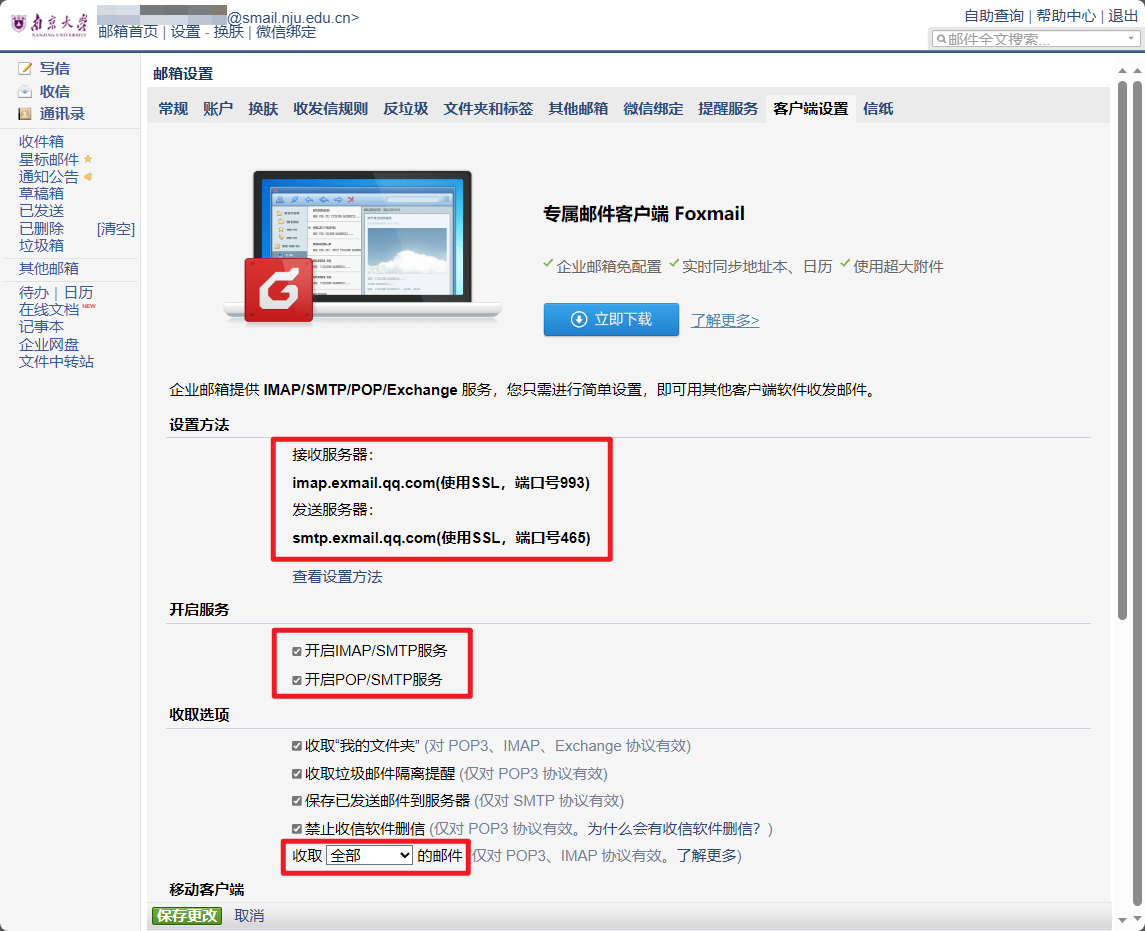 南京大学
NANJING UNIVERSITY
@smail.nju.edu.cn>
邮箱首页 | 设置 - 换肤 | 微信绑定
自助查询 | 帮助中心 | 退出
邮件全文搜索...
写信
收信
通讯录
收件箱
星标邮件
通知公告
草稿箱
已发送
已删除 [清空]
垃圾箱
其他邮箱
待办 | 日历
在线文档 NEW
记事本
企业网盘
文件中转站
邮箱设置
常规 账户 换肤 收发信规则 反垃圾 文件夹和标签 其他邮箱 微信绑定 提醒服务 客户端设置 信纸
专属邮件客户端 Foxmail
企业邮箱免配置 实时同步地址本、日历 使用超大附件
立即下载 了解更多>
企业邮箱提供 IMAP/SMTP/POP/Exchange 服务，您只需进行简单设置，即可用其他客户端软件收发邮件。
设置方法
接收服务器：
imap.exmail.qq.com(使用SSL，端口号993)
发送服务器：
smtp.exmail.qq.com(使用SSL，端口号465)
查看设置方法
开启服务
开启IMAP/SMTP服务
开启POP/SMTP服务
收取选项
收取“我的文件夹” (对 POP3、IMAP、Exchange 协议有效)
收取垃圾邮件隔离提醒 (仅对 POP3 协议有效)
保存已发送邮件到服务器 (仅对 SMTP 协议有效)
禁止收信软件删信 (仅对 POP3 协议有效。为什么会有收信软件删信？)
收取 全部 的邮件 仅对 POP3、IMAP 协议有效。了解更多)
移动客户端
保存更改 取消